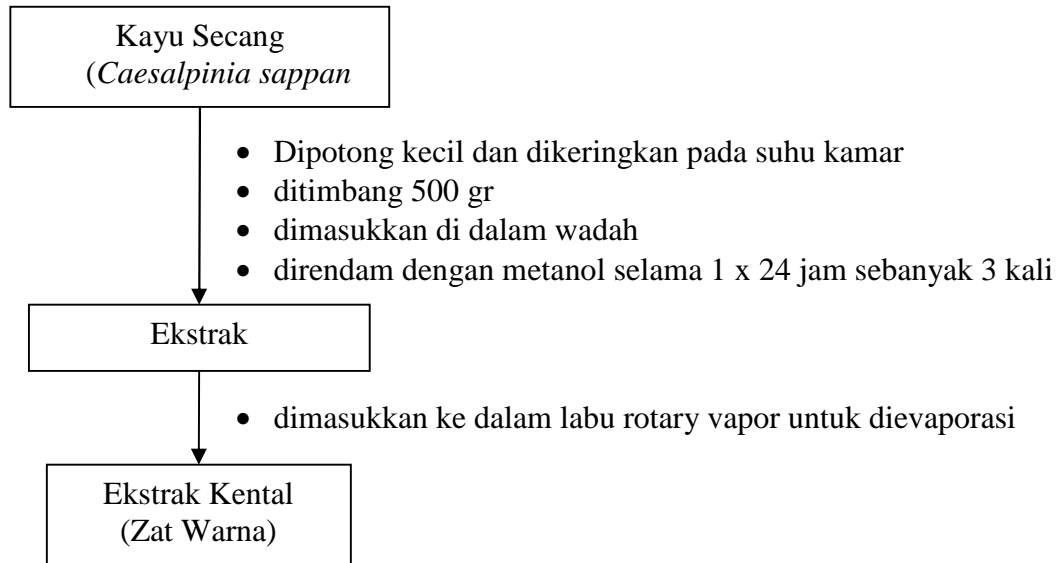 Kayu Secang
(Caesalpinia sappan
• Dipotong kecil dan dikeringkan pada suhu kamar
• ditimbang 500 gr
• dimasukkan di dalam wadah
• direndam dengan metanol selama 1 x 24 jam sebanyak 3 kali
Ekstrak
• dimasukkan ke dalam labu rotary vapor untuk dievaporasi
Ekstrak Kental
(Zat Warna)